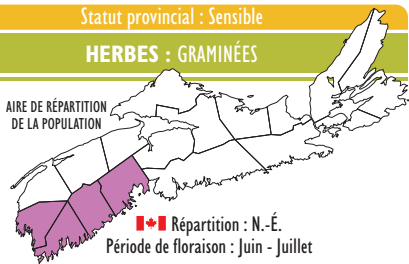 Statut provincial : Sensible
HERBES : GRAMINÉES
AIRE DE RÉPARTITION
DE LA POPULATION
Répartition : N.-É.
Période de floraison : Juin - Juillet